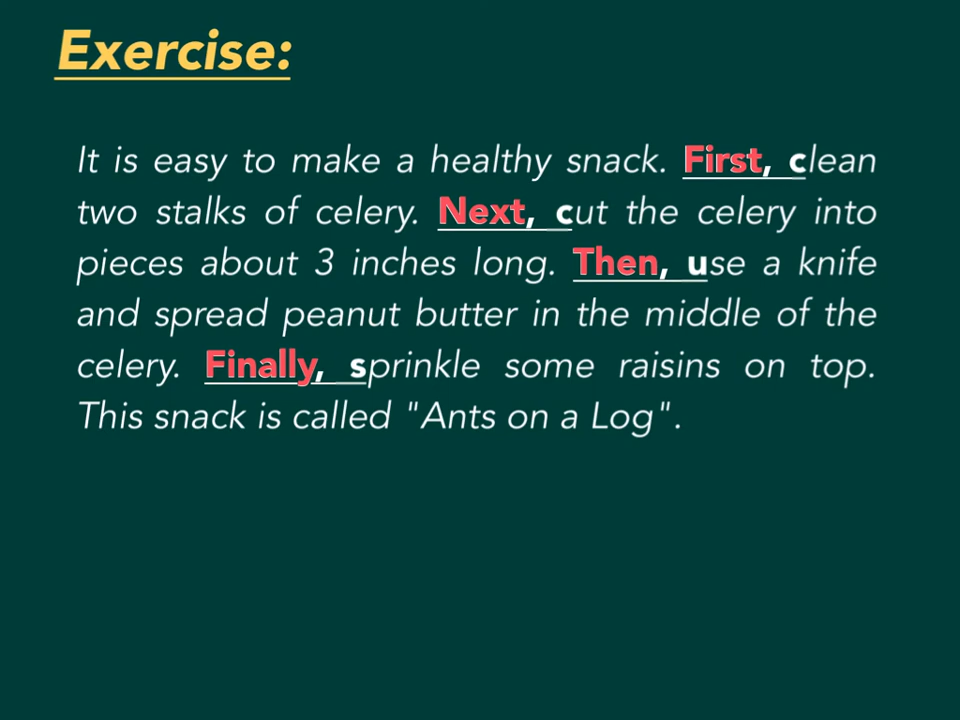 Exercise:
It is easy to make a healthy snack. First, clean
two stalks of celery. Next, cut the celery into
pieces about 3 inches long. Then, use a knife
and spread peanut butter in the middle of the
celery. Finally, sprinkle some raisins on top.
This snack is called "Ants on a Log".